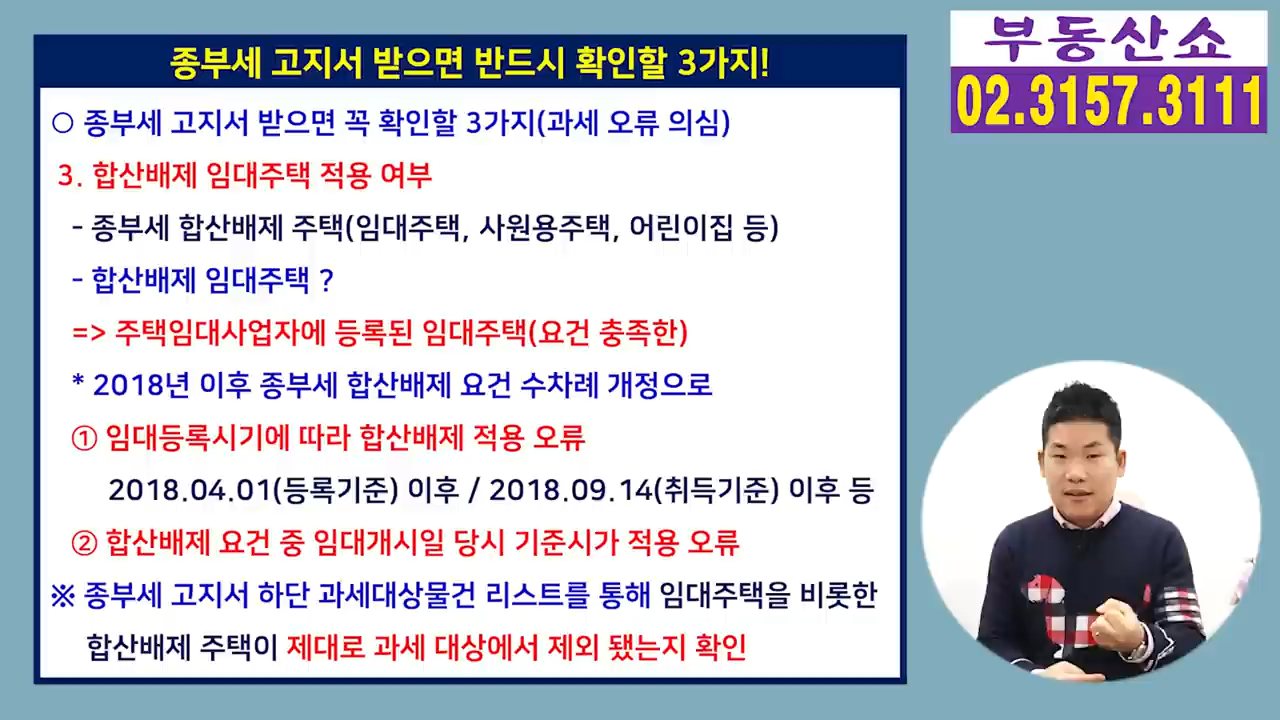 종부세 고지서 받으면 반드시 확인할 3가지!
부동산쇼
02.3157.3111
○ 종부세 고지서 받으면 꼭 확인할 3가지(과세 오류 의심)
3. 합산배제 임대주택 적용 여부
- 종부세 합산배제 주택(임대주택, 사원용주택, 어린이집 등)
- 합산배제 임대주택 ?
=> 주택임대사업자에 등록된 임대주택(요건 충족한)
* 2018년 이후 종부세 합산배제 요건 수차례 개정으로
① 임대등록시기에 따라 합산배제 적용 오류
2018.04.01(등록기준) 이후 / 2018.09.14(취득기준) 이후 등
② 합산배제 요건 중 임대개시일 당시 기준시가 적용 오류
※ 종부세 고지서 하단 과세대상물건 리스트를 통해 임대주택을 비롯한
합산배제 주택이 제대로 과세 대상에서 제외 됐는지 확인